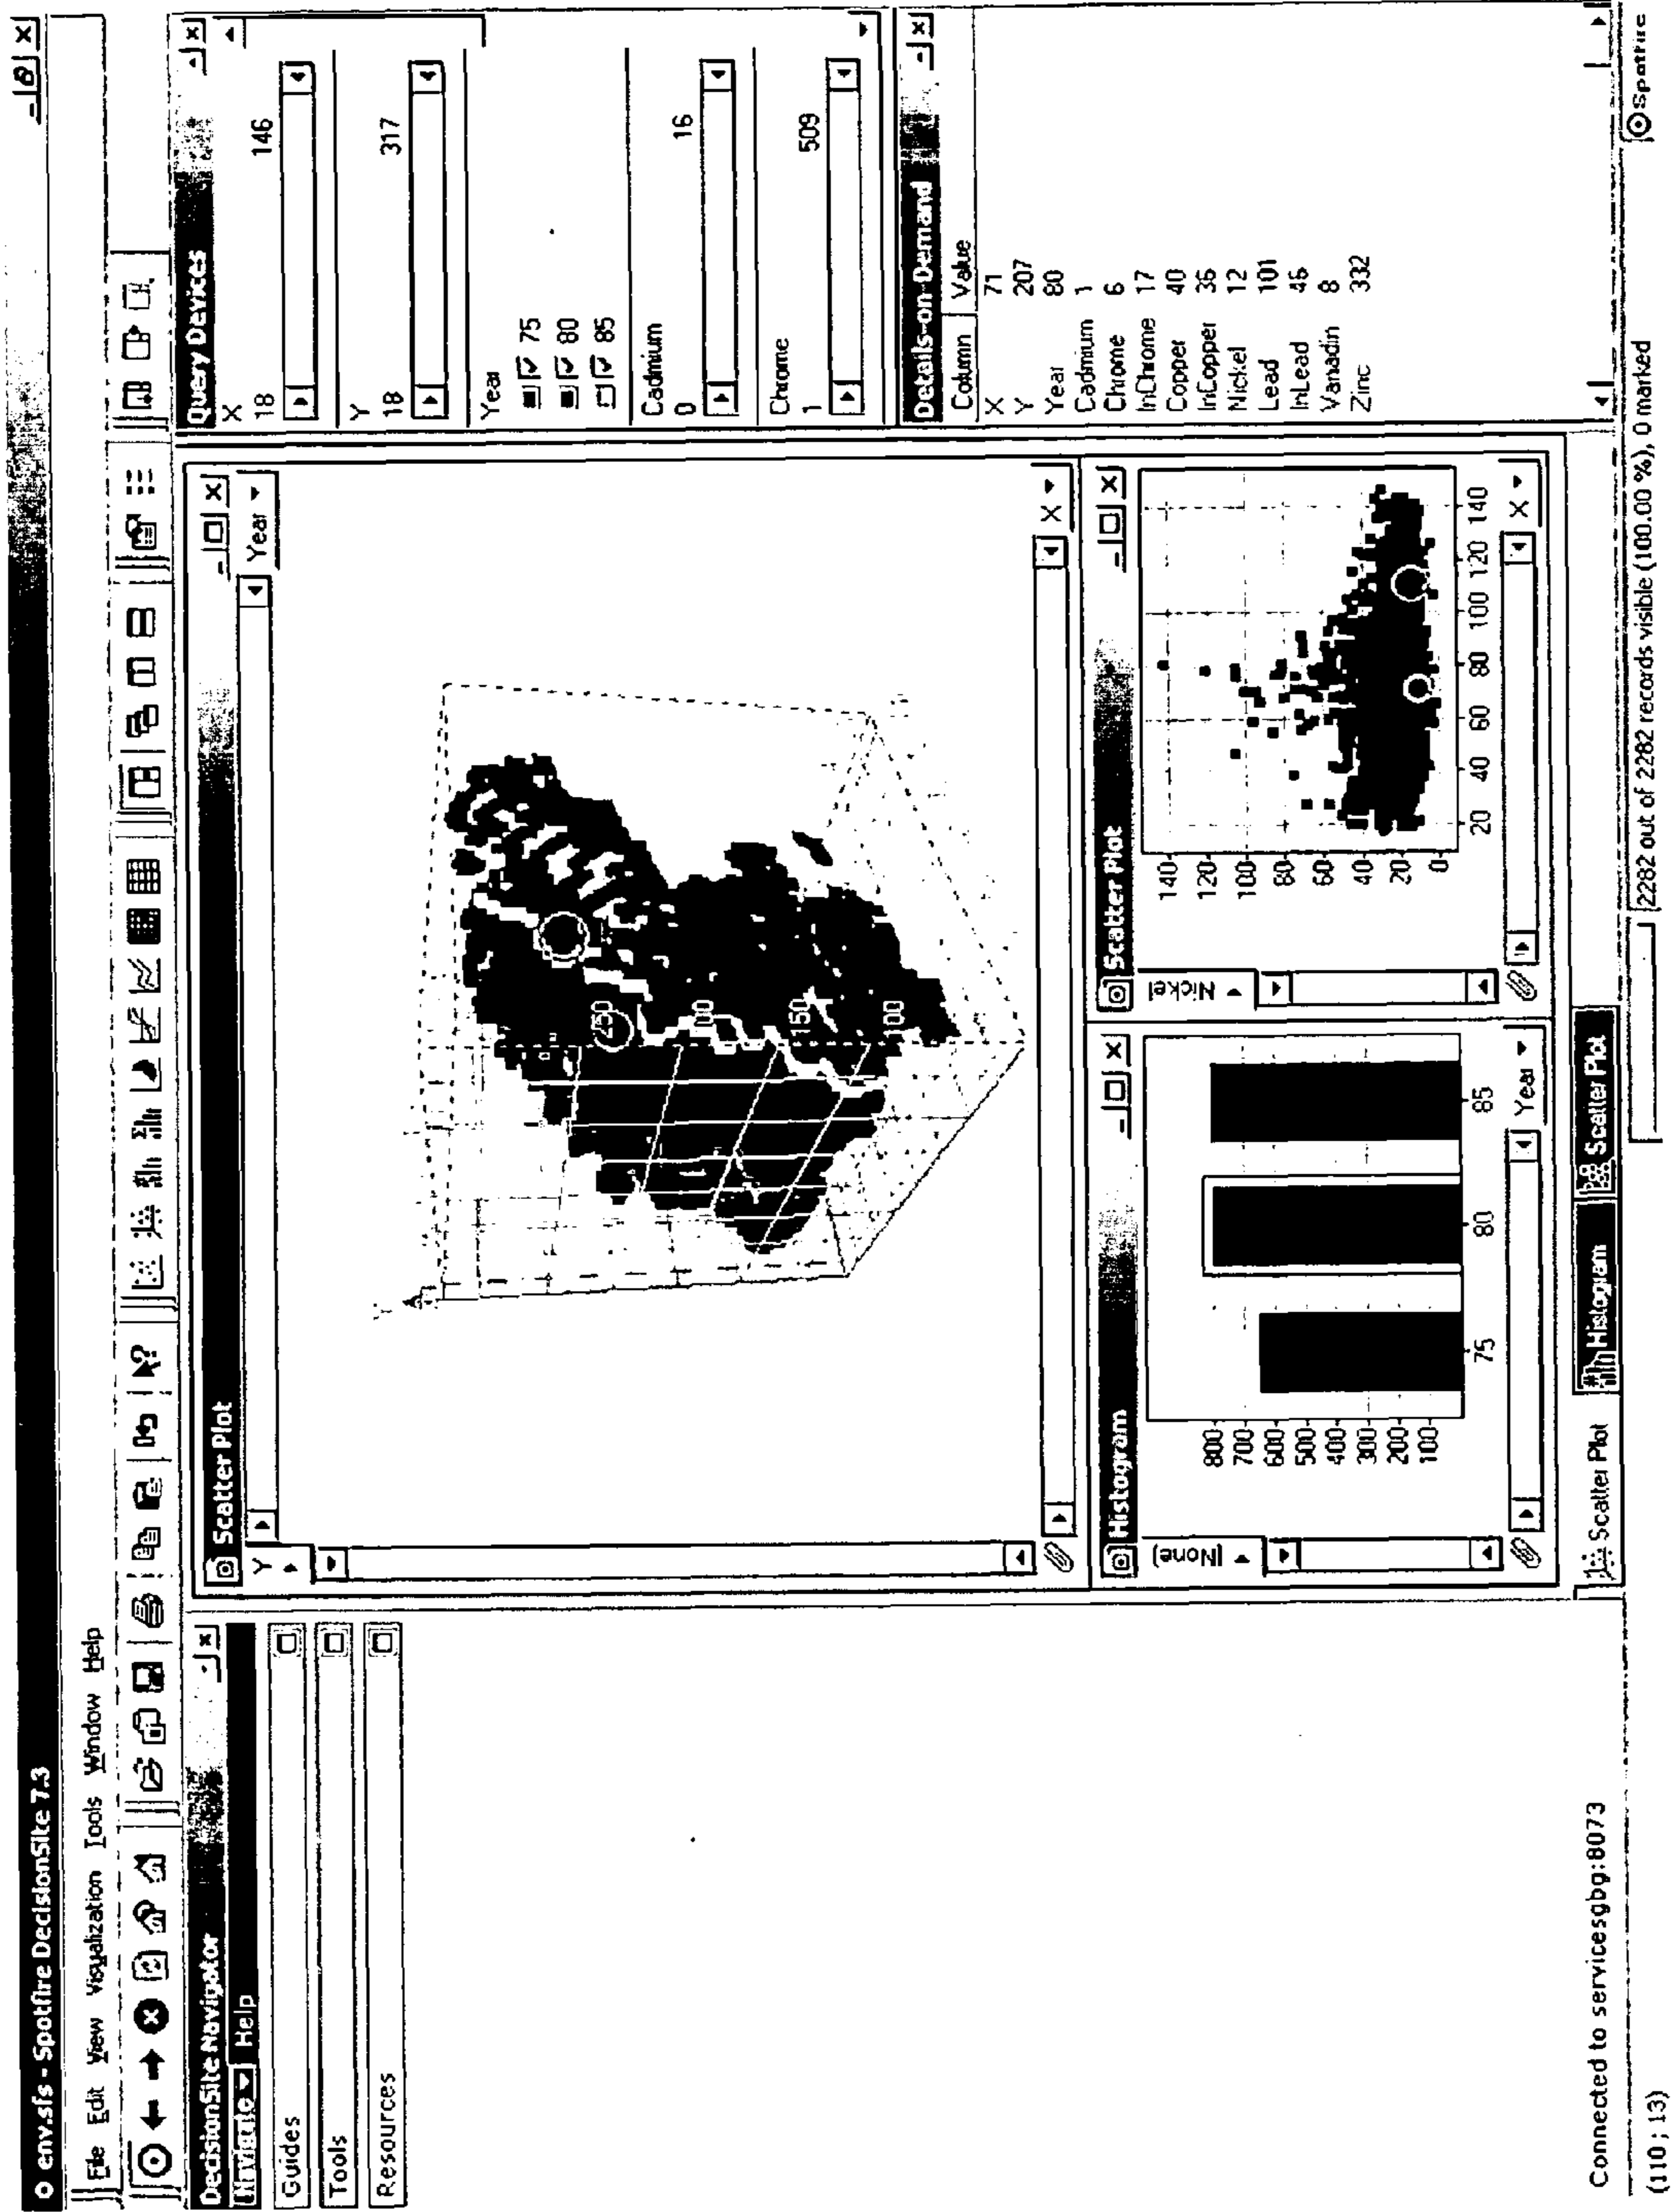 env.sfs - Spotfire DecisionSite 7.3
File Edit View Visualization Tools Window Help
DecisionSite Navigator
Navigate Help
Guides
Tools
Resources
Scatter Plot
Y
Year
250
150
100
X
Histogram
(None)
800
700
600
500
400
300
200
100
75 80 85
Year
Scatter Plot
Nickel
140
120
100
80
60
40
20
0
20 40 60 80 100 120 140
X
Scatter Plot Histogram Scatter Plot
Query Devices
X
18 146
Y
18 317
Year
75
80
85
Cadmium
0 16
Chrome
1 509
Details-on-Demand
Column Value
X 71
Y 207
Year 80
Cadmium 1
Chrome 6
InChrome 17
Copper 40
InCopper 36
Nickel 12
Lead 101
InLead 46
Vanadin 8
Zinc 332
Connected to servicesgbg:8073
(110 ; 13)
2282 out of 2282 records visible (100.00 %), 0 marked
Spotfire